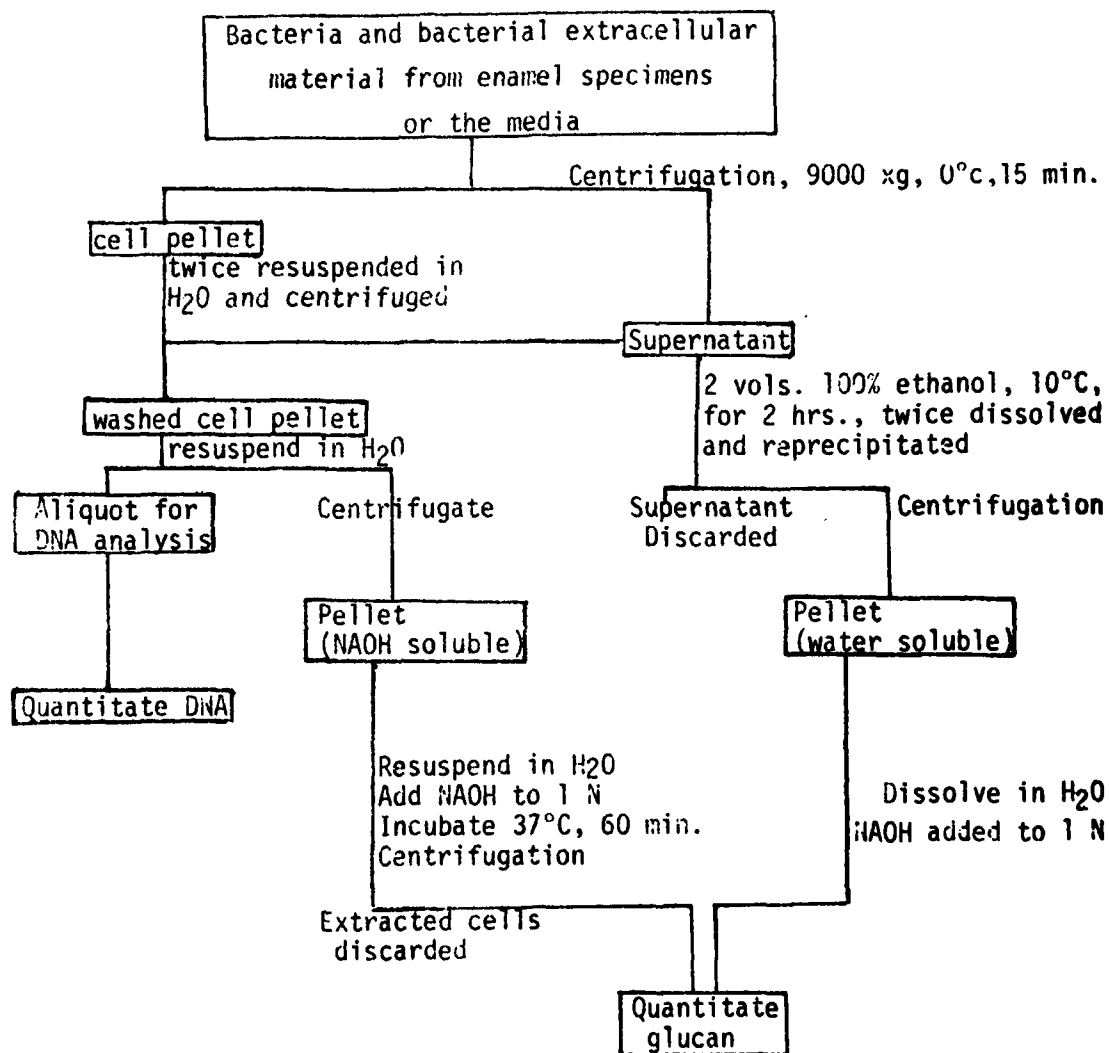 Bacteria and bacterial extracellular
material from enamel specimens
or the media
Centrifugation, 9000 xg, 0°c,15 min.
cell pellet
twice resuspended in
H2O and centrifuged
Supernatant
2 vols. 100% ethanol, 10°C,
for 2 hrs., twice dissolved
and reprecipitated
washed cell pellet
resuspend in H2O
Aliquot for
DNA analysis
Centrifugate
Supernatant
Discarded
Centrifugation
Pellet
(NAOH soluble)
Pellet
(water soluble)
Quantitate DNA
Resuspend in H2O
Add NAOH to 1 N
Incubate 37°C, 60 min.
Centrifugation
Dissolve in H2O
NAOH added to 1 N
Extracted cells
discarded
Quantitate
glucan